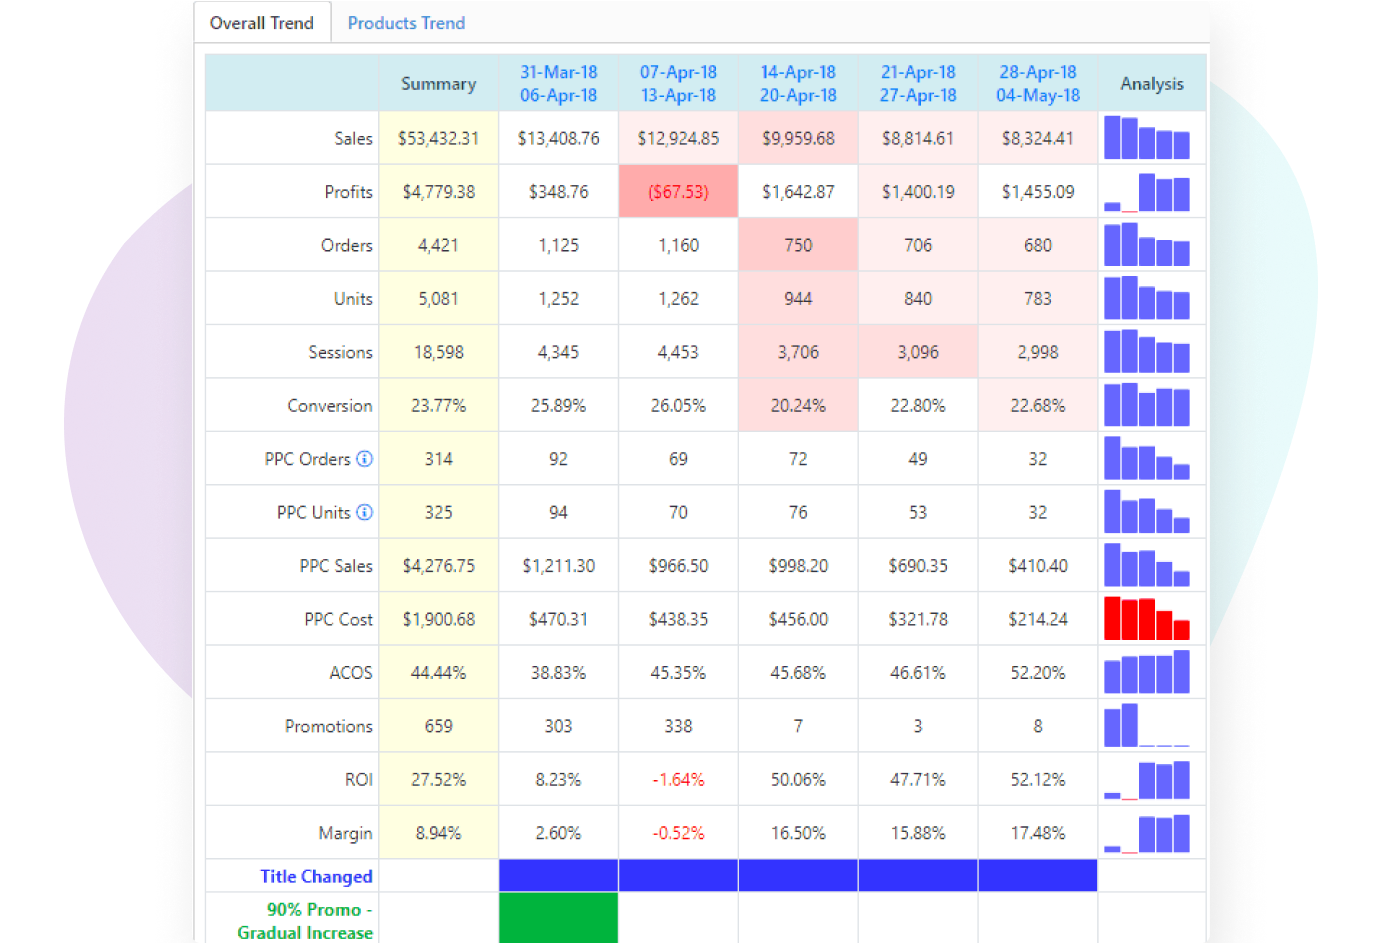 Overall Trend Products Trend
Summary 31-Mar-18 07-Apr-18 14-Apr-18 21-Apr-18 28-Apr-18 Analysis
06-Apr-18 13-Apr-18 20-Apr-18 27-Apr-18 04-May-18
Sales $53,432.31 $13,408.76 $12,924.85 $9,959.68 $8,814.61 $8,324.41
Profits $4,779.38 $348.76 ($67.53) $1,642.87 $1,400.19 $1,455.09
Orders 4,421 1,125 1,160 750 706 680
Units 5,081 1,252 1,262 944 840 783
Sessions 18,598 4,345 4,453 3,706 3,096 2,998
Conversion 23.77% 25.89% 26.05% 20.24% 22.80% 22.68%
PPC Orders 314 92 69 72 49 32
PPC Units 325 94 70 76 53 32
PPC Sales $4,276.75 $1,211.30 $966.50 $998.20 $690.35 $410.40
PPC Cost $1,900.68 $470.31 $438.35 $456.00 $321.78 $214.24
ACOS 44.44% 38.83% 45.35% 45.68% 46.61% 52.20%
Promotions 659 303 338 7 3 8
ROI 27.52% 8.23% -1.64% 50.06% 47.71% 52.12%
Margin 8.94% 2.60% -0.52% 16.50% 15.88% 17.48%
Title Changed
90% Promo -
Gradual Increase